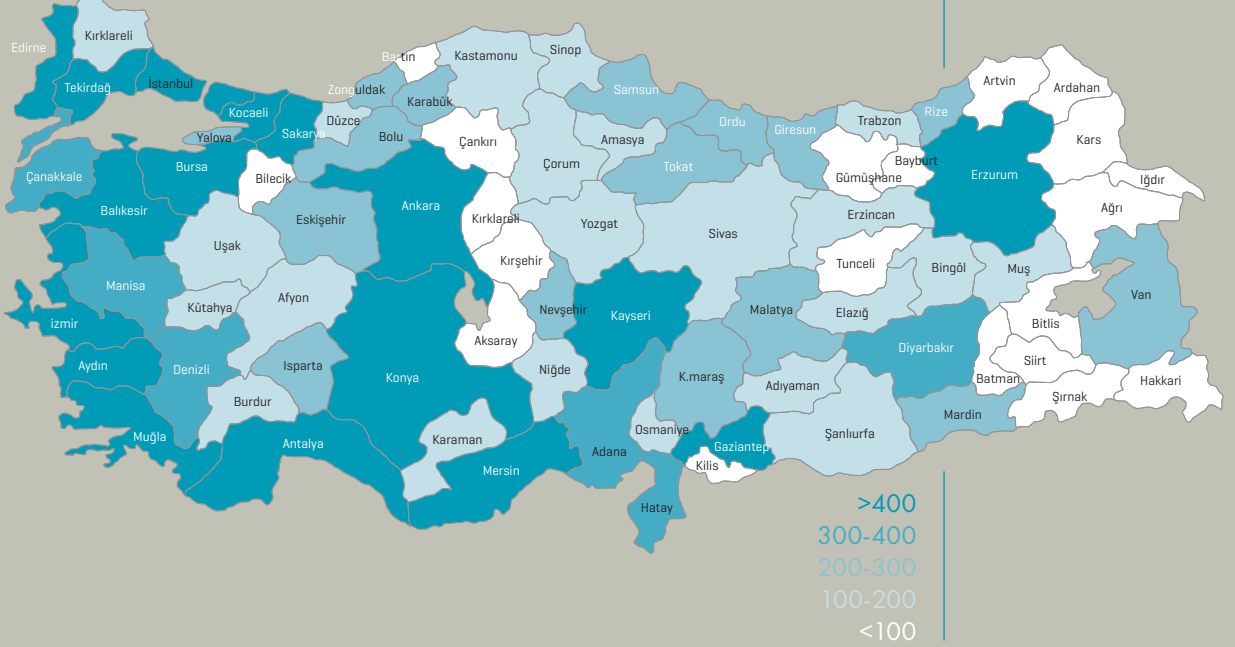 Kırklareli
Edirne
Bartın
Kastamonu
Sinop
Artvin
Ardahan
Tekirdağ
İstanbul
Zonguldak
Karabük
Samsun
Kocaeli
Düzce
Ordu
Giresun
Trabzon
Rize
Sakarya
Yalova
Bolu
Çankırı
Amasya
Kars
Çanakkale
Bursa
Bilecik
Çorum
Tokat
Gümüşhane
Bayburt
Erzurum
Iğdır
Balıkesir
Eskişehir
Ankara
Kırklareli
Yozgat
Sivas
Erzincan
Ağrı
Uşak
Kırşehir
Tunceli
Bingöl
Muş
Manisa
Kütahya
Afyon
Nevşehir
Kayseri
Malatya
Elazığ
Van
izmir
Aksaray
Bitlis
Aydın
Denizli
Isparta
Konya
Niğde
K.maraş
Adıyaman
Diyarbakır
Siirt
Batman
Hakkari
Burdur
Şırnak
Muğla
Antalya
Karaman
Mersin
Adana
Osmaniye
Gaziantep
Şanlıurfa
Mardin
Kilis
Hatay
>400
300-400
200-300
100-200
<100